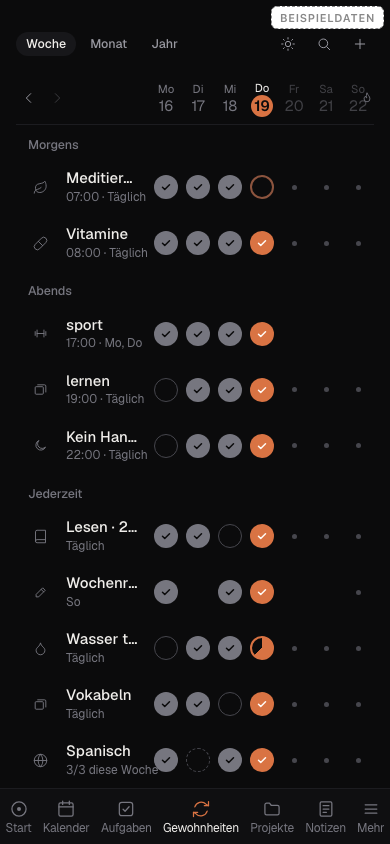 BEISPIELDATEN
Woche Monat Jahr
Mo Di Mi Do Fr Sa So
16 17 18 19 20 21 22
Morgens
Meditier...
07:00 · Täglich
Vitamine
08:00 · Täglich
Abends
sport
17:00 · Mo, Do
lernen
19:00 · Täglich
Kein Han...
22:00 · Täglich
Jederzeit
Lesen · 2...
Täglich
Wochenr...
So
Wasser t...
Täglich
Vokabeln
Täglich
Spanisch
3/3 diese Woche
Start Kalender Aufgaben Gewohnheiten Projekte Notizen Mehr